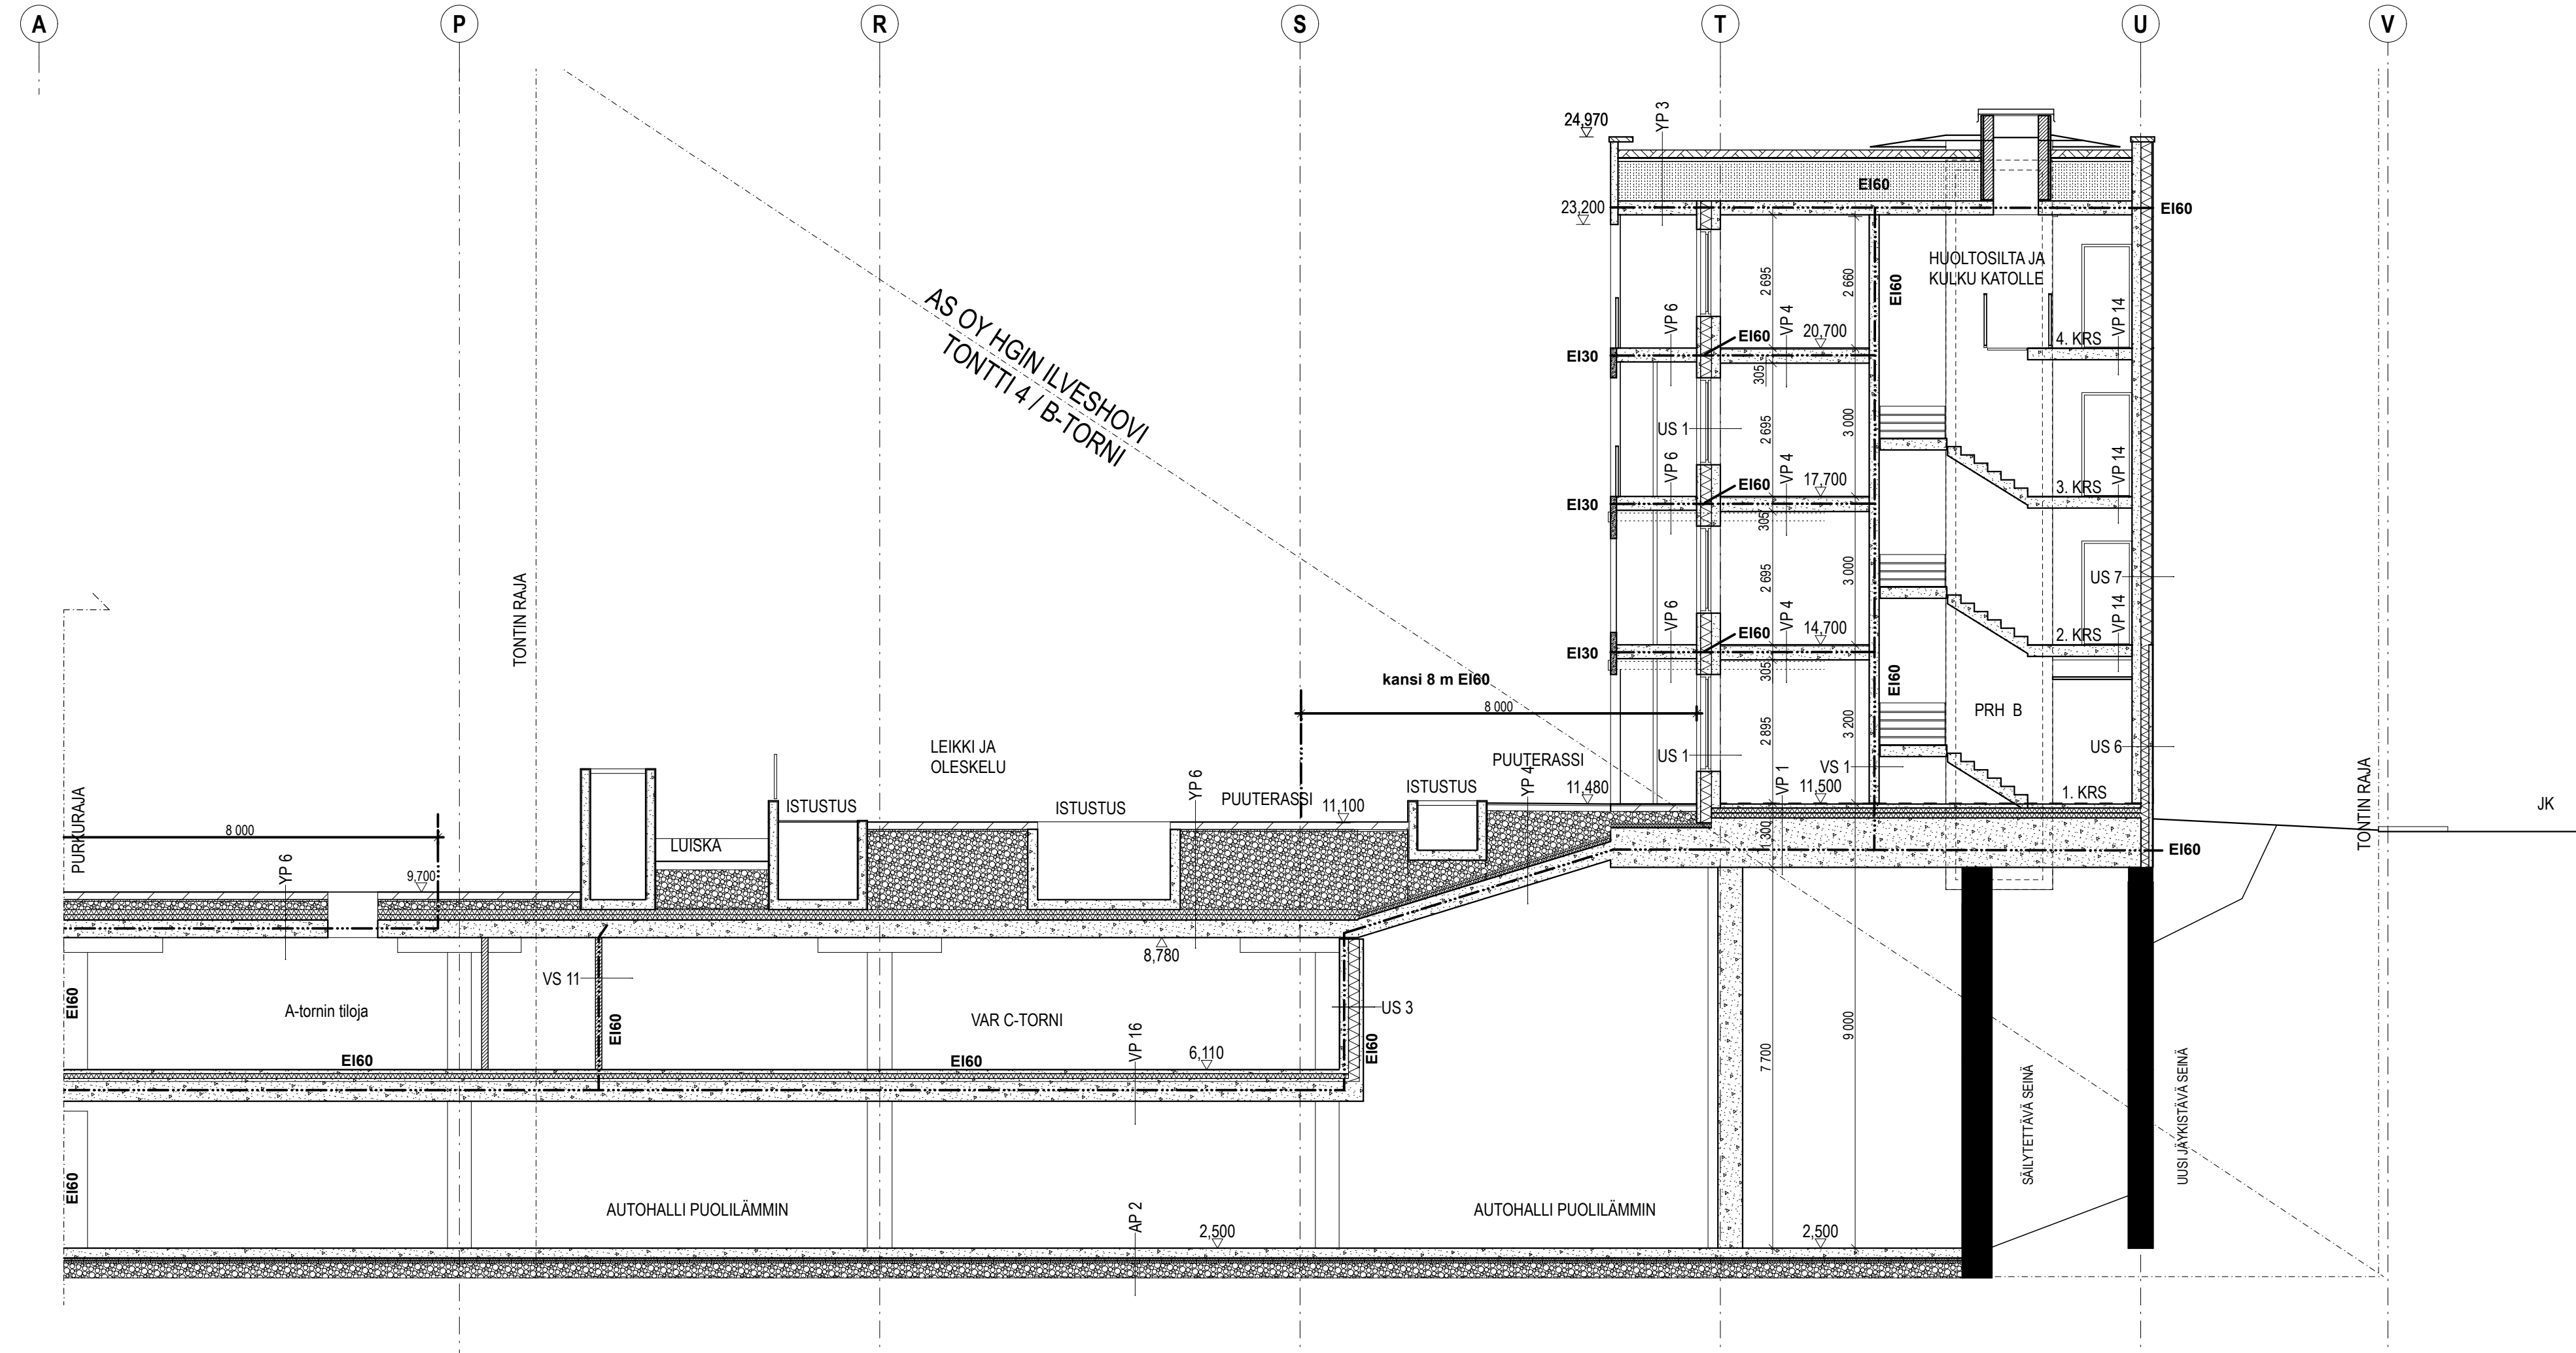 A
P
R
S
T
U
V
24,970
YP 3
EI60
23,200
EI60
HUOLTOSILTA JA
KULKU KATOLLE
EI60
2 695
2 660
VP 6
VP 4
VP 14
EI60
20,700
4. KRS
EI30
305
AS OY HGIN ILVESHOVI
TONTTI 4 / B-TORNI
US 1
2 695
3 000
VP 6
VP 4
VP 14
EI60
17,700
3. KRS
EI30
305
2 695
3 000
US 7
TONTIN RAJA
VP 6
VP 4
VP 14
EI60
14,700
2. KRS
EI30
305
kansi 8 m EI60
EI60
8 000
PRH B
2 895
3 200
LEIKKI JA
OLESKELU
PUUTERASSI
US 1
US 6
VS 1
TONTIN RAJA
PURKURAJA
YP 6
YP 4
VP 1
11,480
ISTUSTUS
11,500
1. KRS
JK
ISTUSTUS
ISTUSTUS
PUUTERASSI
11,100
8 000
LUISKA
1 300
EI60
YP 6
9,700
8,780
VS 11
EI60
A-tornin tiloja
EI60
VAR C-TORNI
US 3
VP 16
6,110
EI60
EI60
EI60
7 700
9 000
SÄILYTETTÄVÄ SEINÄ
UUSI JÄYKISTÄVÄ SEINÄ
EI60
AUTOHALLI PUOLILÄMMIN
AP 2
2,500
AUTOHALLI PUOLILÄMMIN
2,500